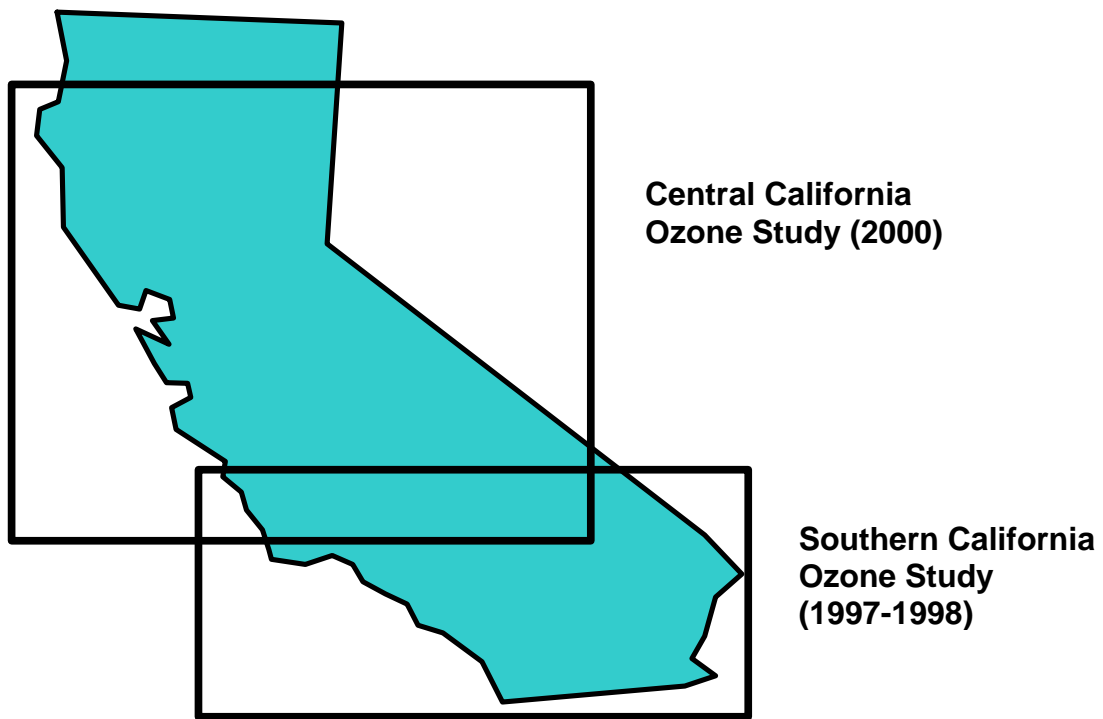 Central California
Ozone Study (2000)
Southern California
Ozone Study
(1997-1998)